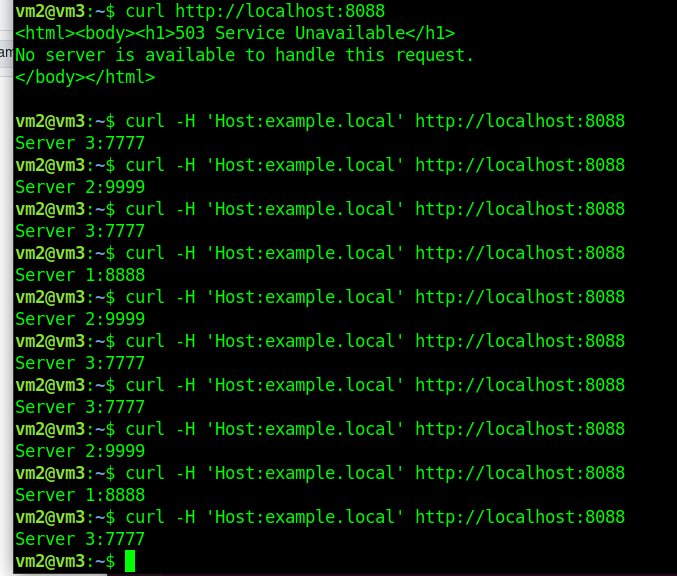 vm2@vm3:~$ curl http://localhost:8088
<html><body><h1>503 Service Unavailable</h1>
No server is available to handle this request.
</body></html>
vm2@vm3:~$ curl -H 'Host:example.local' http://localhost:8088
Server 3:7777
vm2@vm3:~$ curl -H 'Host:example.local' http://localhost:8088
Server 2:9999
vm2@vm3:~$ curl -H 'Host:example.local' http://localhost:8088
Server 3:7777
vm2@vm3:~$ curl -H 'Host:example.local' http://localhost:8088
Server 1:8888
vm2@vm3:~$ curl -H 'Host:example.local' http://localhost:8088
Server 2:9999
vm2@vm3:~$ curl -H 'Host:example.local' http://localhost:8088
Server 3:7777
vm2@vm3:~$ curl -H 'Host:example.local' http://localhost:8088
Server 3:7777
vm2@vm3:~$ curl -H 'Host:example.local' http://localhost:8088
Server 2:9999
vm2@vm3:~$ curl -H 'Host:example.local' http://localhost:8088
Server 1:8888
vm2@vm3:~$ curl -H 'Host:example.local' http://localhost:8088
Server 3:7777
vm2@vm3:~$